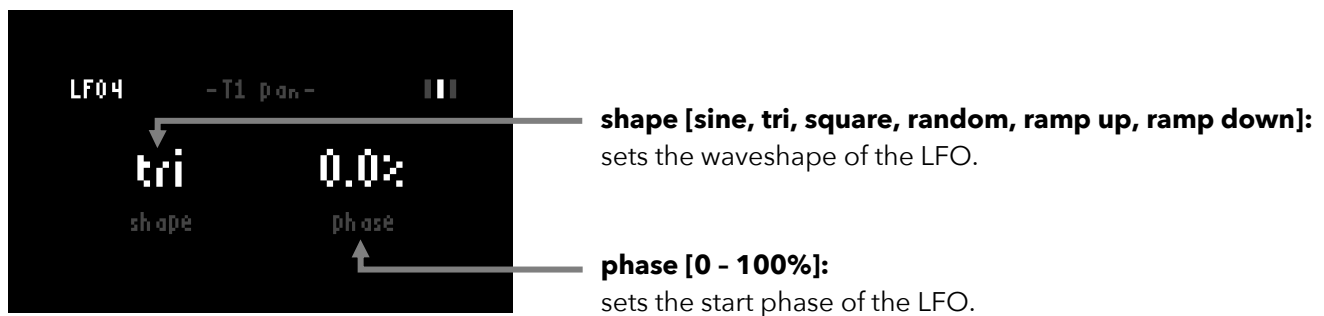 LFO4 -T1 pan-
shape [sine, tri, square, random, ramp up, ramp down]:
sets the waveshape of the LFO.
tri 0.0%
shape phase
phase [0 – 100%]:
sets the start phase of the LFO.